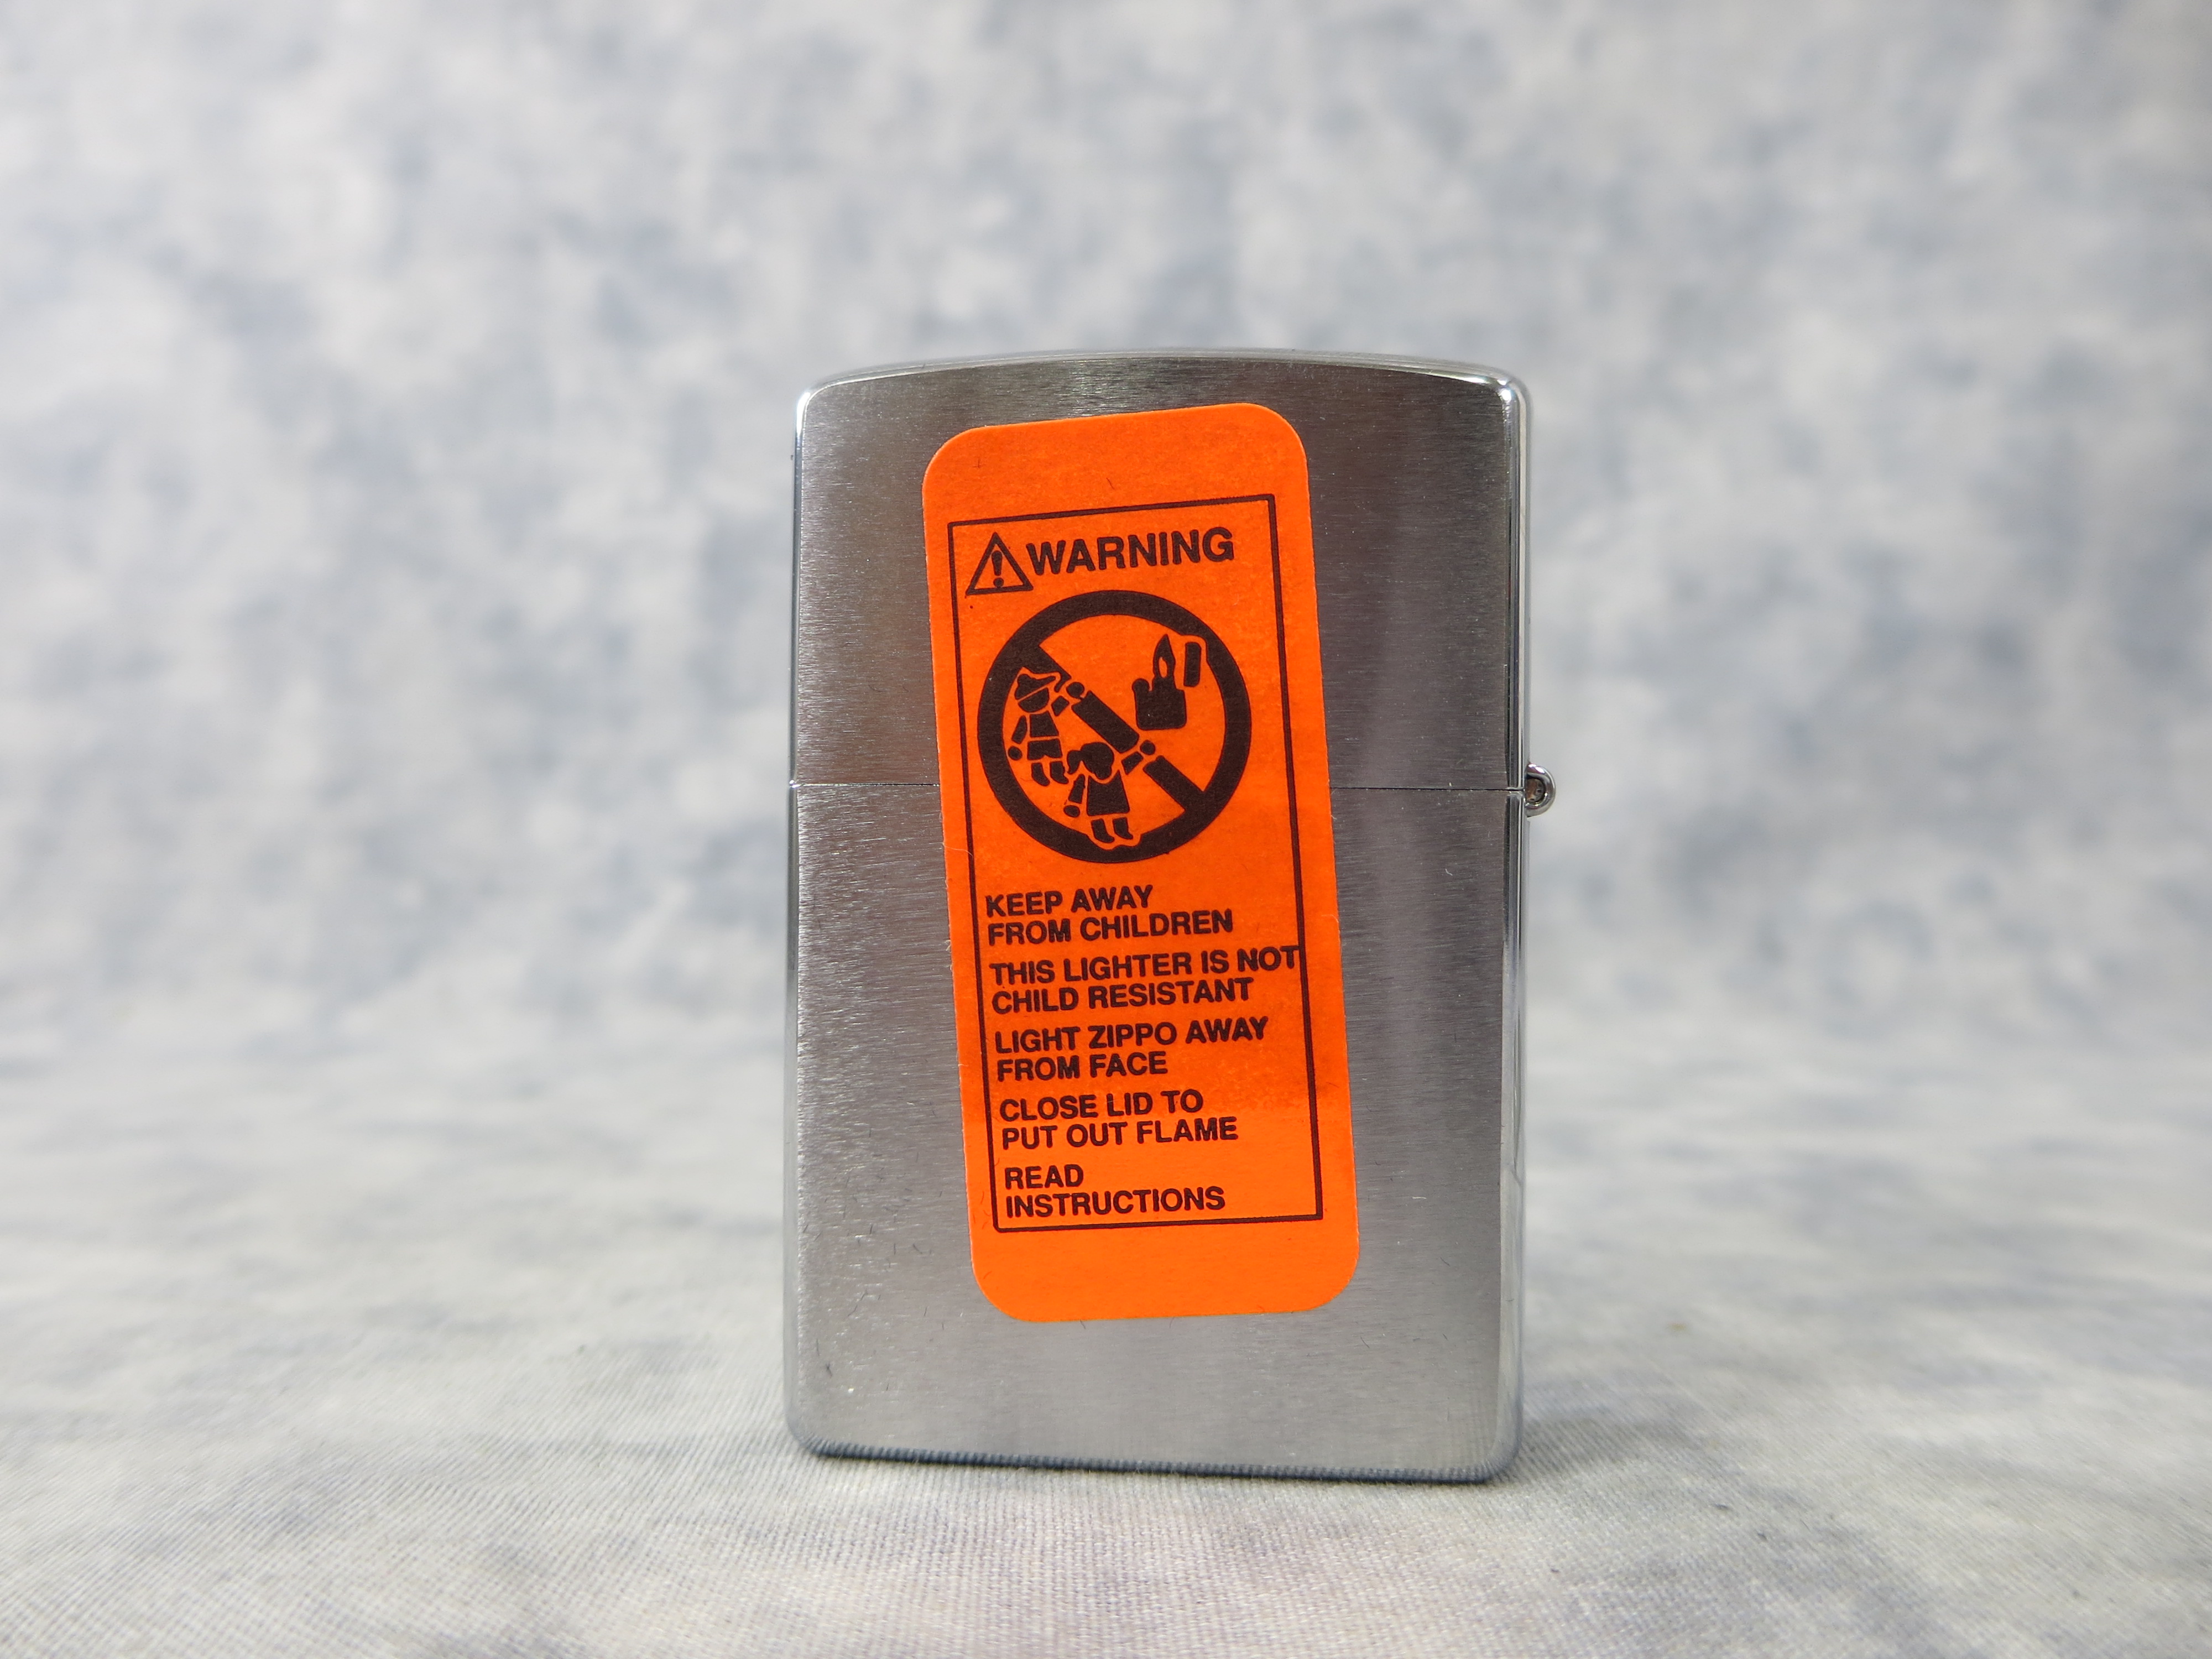 WARNING
KEEP AWAY
FROM CHILDREN
THIS LIGHTER IS NOT
CHILD RESISTANT
LIGHT ZIPPO AWAY
FROM FACE
CLOSE LID TO
PUT OUT FLAME
READ
INSTRUCTIONS